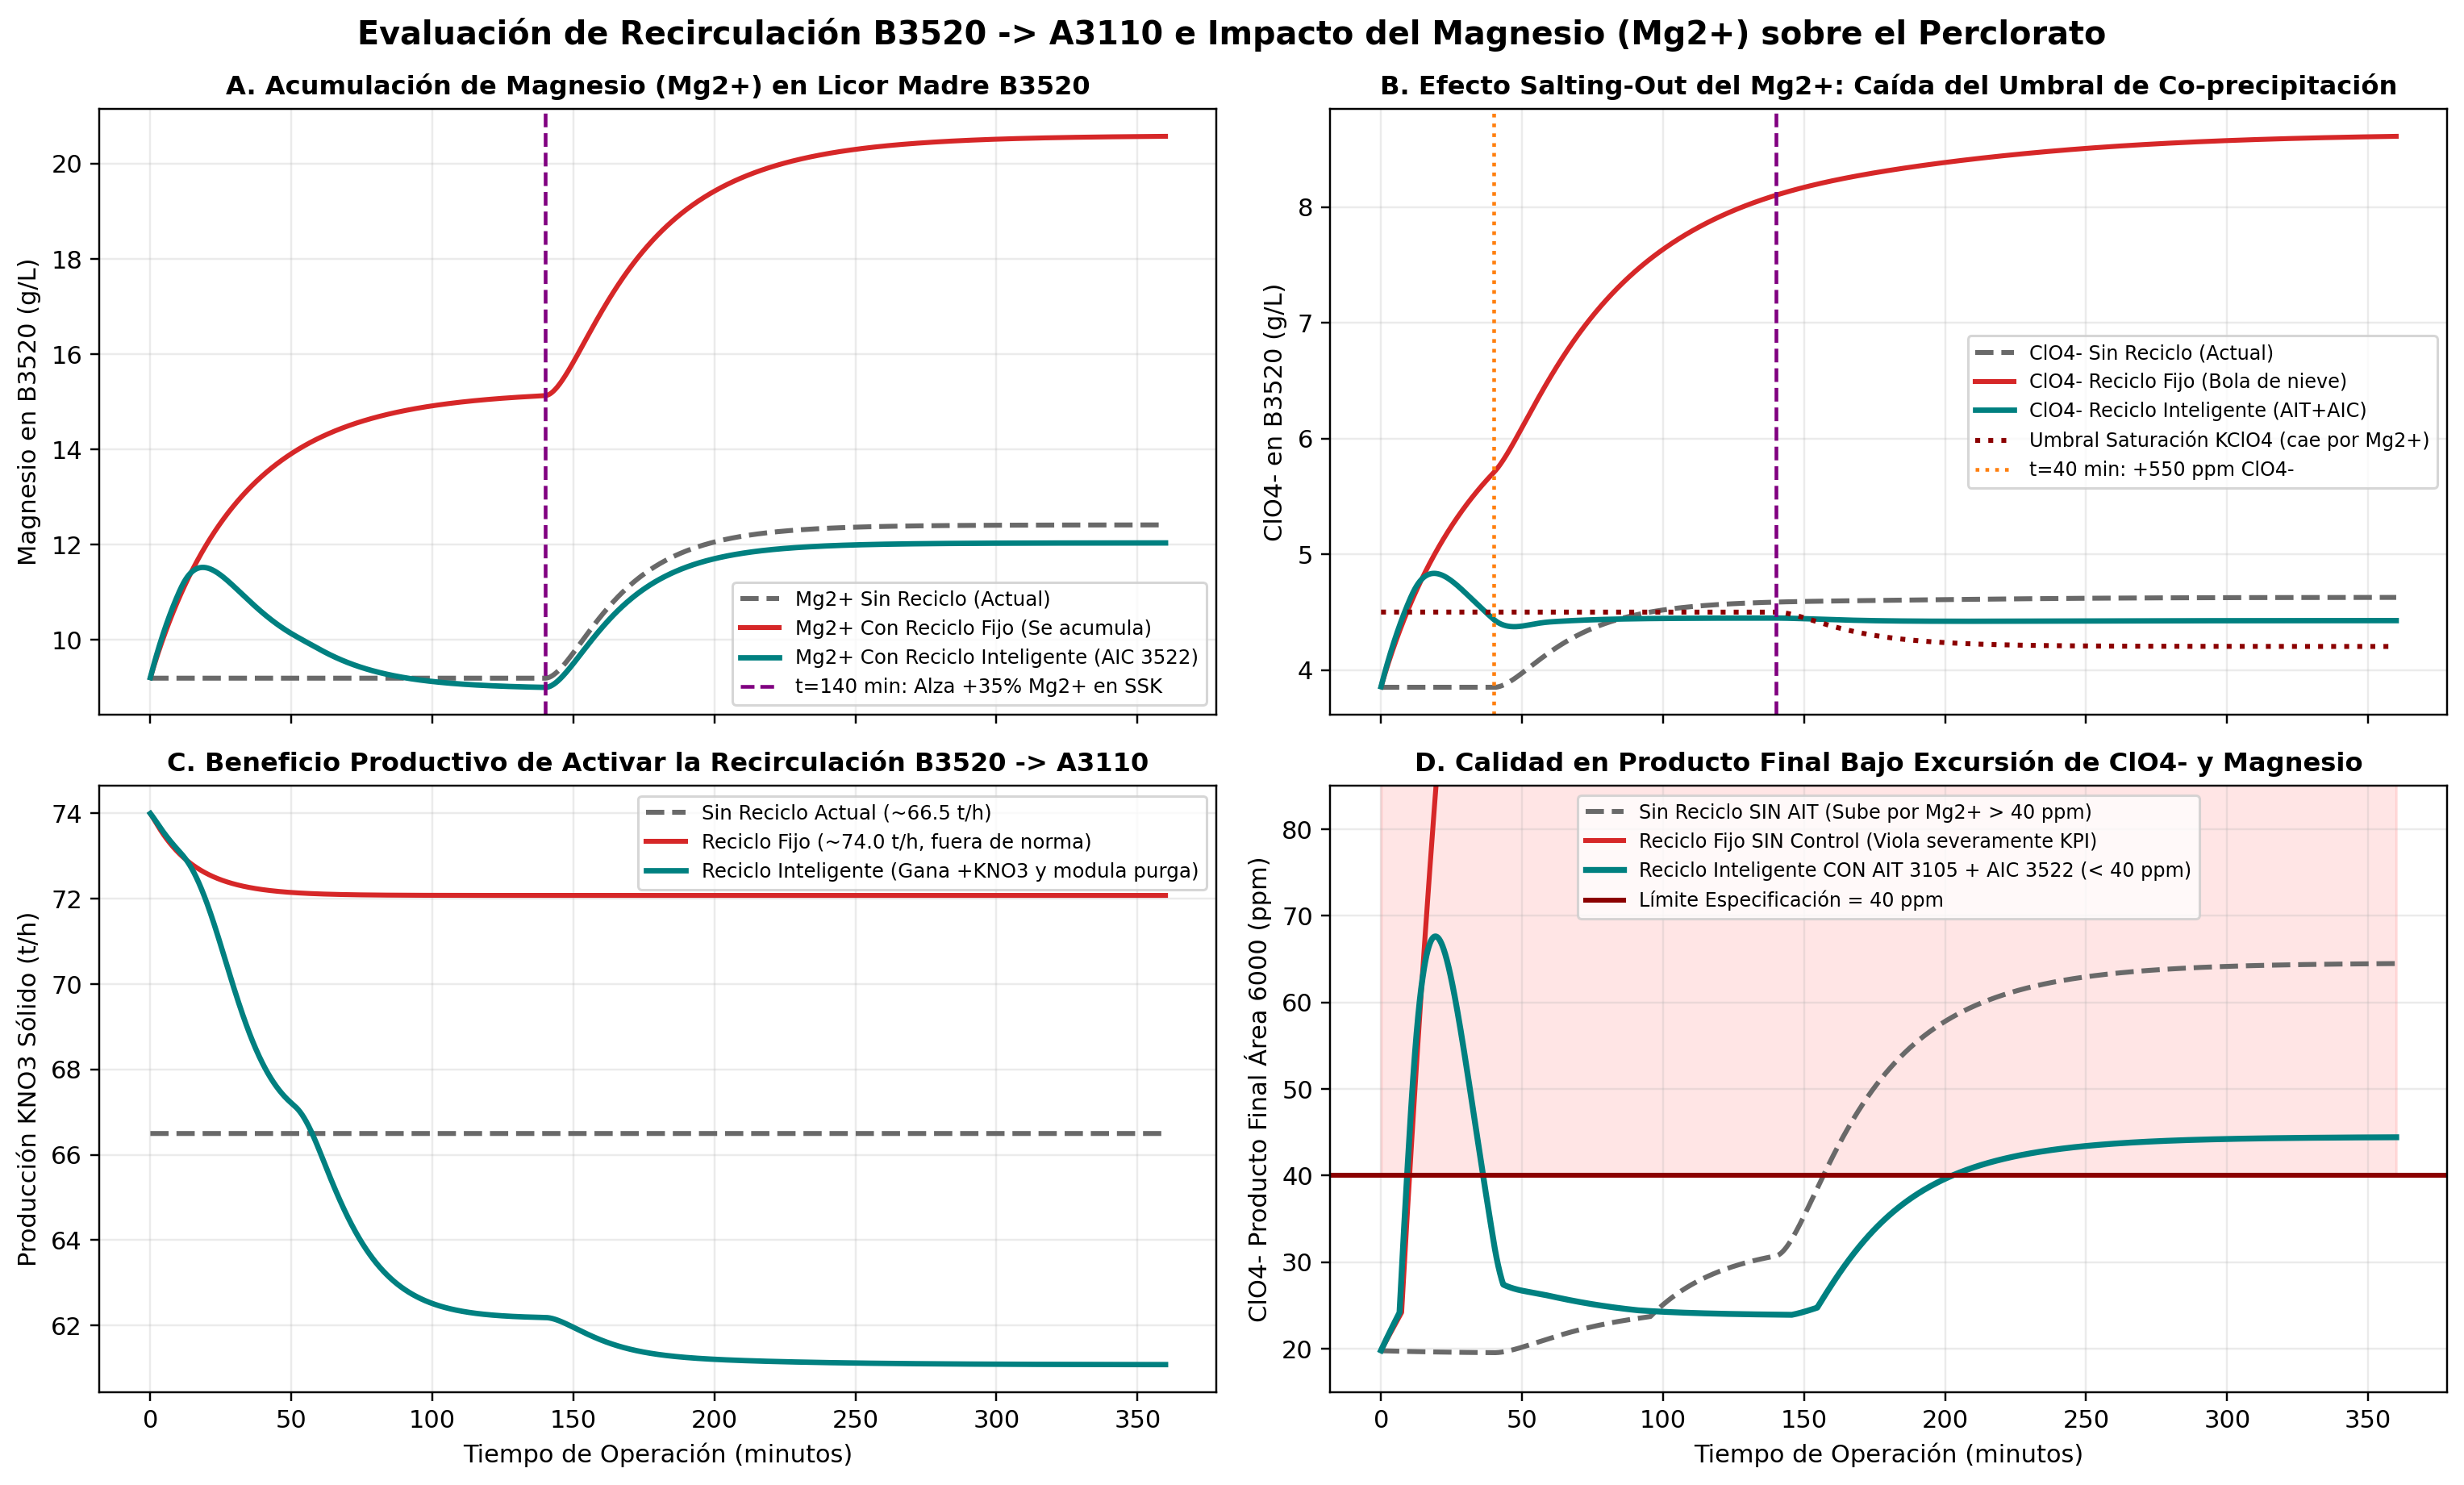 Evaluación de Recirculación B3520 -> A3110 e Impacto del Magnesio (Mg2+) sobre el Perclorato
A. Acumulación de Magnesio (Mg2+) en Licor Madre B3520
Magnesio en B3520 (g/L)
20
18
16
14
12
10
Mg2+ Sin Reciclo (Actual)
Mg2+ Con Reciclo Fijo (Se acumula)
Mg2+ Con Reciclo Inteligente (AIC 3522)
t=140 min: Alza +35% Mg2+ en SSK
B. Efecto Salting-Out del Mg2+: Caída del Umbral de Co-precipitación
ClO4- en B3520 (g/L)
8
7
6
5
4
ClO4- Sin Reciclo (Actual)
ClO4- Reciclo Fijo (Bola de nieve)
ClO4- Reciclo Inteligente (AIT+AIC)
Umbral Saturación KClO4 (cae por Mg2+)
t=40 min: +550 ppm ClO4-
C. Beneficio Productivo de Activar la Recirculación B3520 -> A3110
Producción KNO3 Sólido (t/h)
74
72
70
68
66
64
62
Sin Reciclo Actual (~66.5 t/h)
Reciclo Fijo (~74.0 t/h, fuera de norma)
Reciclo Inteligente (Gana +KNO3 y modula purga)
0 50 100 150 200 250 300 350
Tiempo de Operación (minutos)
D. Calidad en Producto Final Bajo Excursión de ClO4- y Magnesio
ClO4- Producto Final Área 6000 (ppm)
80
70
60
50
40
30
20
Sin Reciclo SIN AIT (Sube por Mg2+ > 40 ppm)
Reciclo Fijo SIN Control (Viola severamente KPI)
Reciclo Inteligente CON AIT 3105 + AIC 3522 (< 40 ppm)
Límite Especificación = 40 ppm
0 50 100 150 200 250 300 350
Tiempo de Operación (minutos)